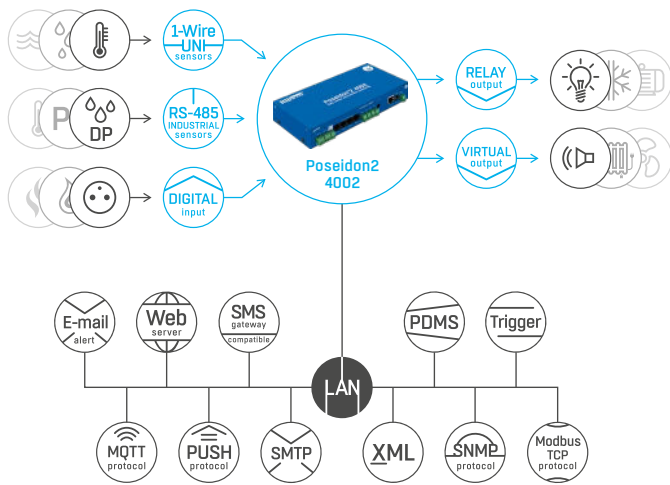 1-Wire
UNI
sensors
P
DP
RS-485
INDUSTRIAL
sensors
DIGITAL
input
Poseidon2 4002
Poseidon2
4002
RELAY
output
VIRTUAL
output
E-mail
alert
Web
server
SMS
gateway
compatible
PDMS
Trigger
LAN
MQTT
protocol
PUSH
protocol
SMTP
XML
SNMP
protocol
Modbus
TCP
protocol